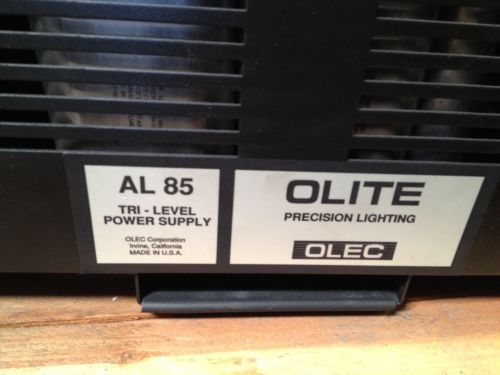 AL 85
TRI - LEVEL
POWER SUPPLY
OLEC Corporation
Irvine, California
MADE IN U.S.A.
OLITE
PRECISION LIGHTING
OLEC